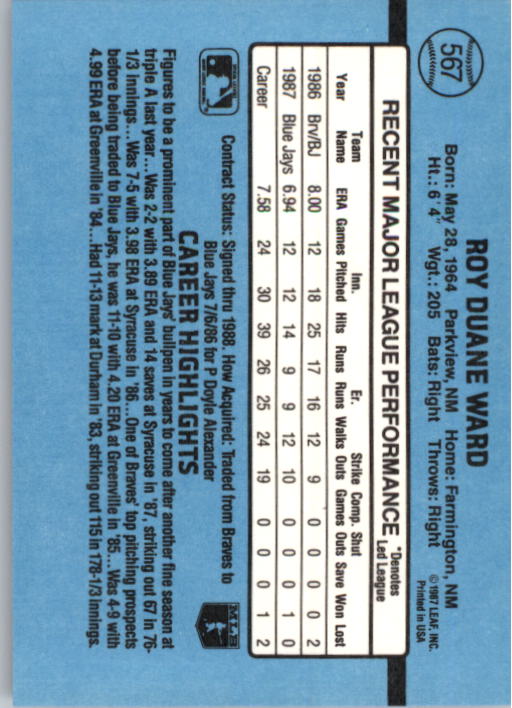 567
ROY DUANE WARD
Born: May 28, 1964 Parkview, NM Home: Farmington, NM
Ht.: 6' 4" Wgt.: 205 Bats: Right Throws: Right
©1987 LEAF, INC.
Printed in USA
RECENT MAJOR LEAGUE PERFORMANCE
*Denotes
Led League
Team Inn. Er. Strike Comp. Shut
Year Name ERA Games Pitched Hits Runs Runs Walks Outs Games Outs Save Won Lost
1986 Brv/BJ 8.00 12 18 25 17 16 12 9 0 0 0 0 2
1987 Blue Jays 6.94 12 12 14 9 9 12 10 0 0 0 1 0
Career 7.58 24 30 39 26 25 24 19 0 0 0 1 2
Contract Status: Signed thru 1988. How Acquired: Traded from Braves to
Blue Jays 7/6/86 for P Doyle Alexander
MLB
CAREER HIGHLIGHTS
Figures to be a prominent part of Blue Jays' bullpen in years to come after another fine season at
triple A last year... Was 2-2 with 3.89 ERA and 14 saves at Syracuse in '87, striking out 67 in 76-
1/3 innings... Was 7-5 with 3.98 ERA at Syracuse in '86... One of Braves' top pitching prospects
before being traded to Blue Jays, he was 11-10 with 4.20 ERA at Greenville in '85... Was 4-9 with
4.99 ERA at Greenville in '84... Had 11-13 mark at Durham in '83, striking out 115 in 178-1/3 innings.